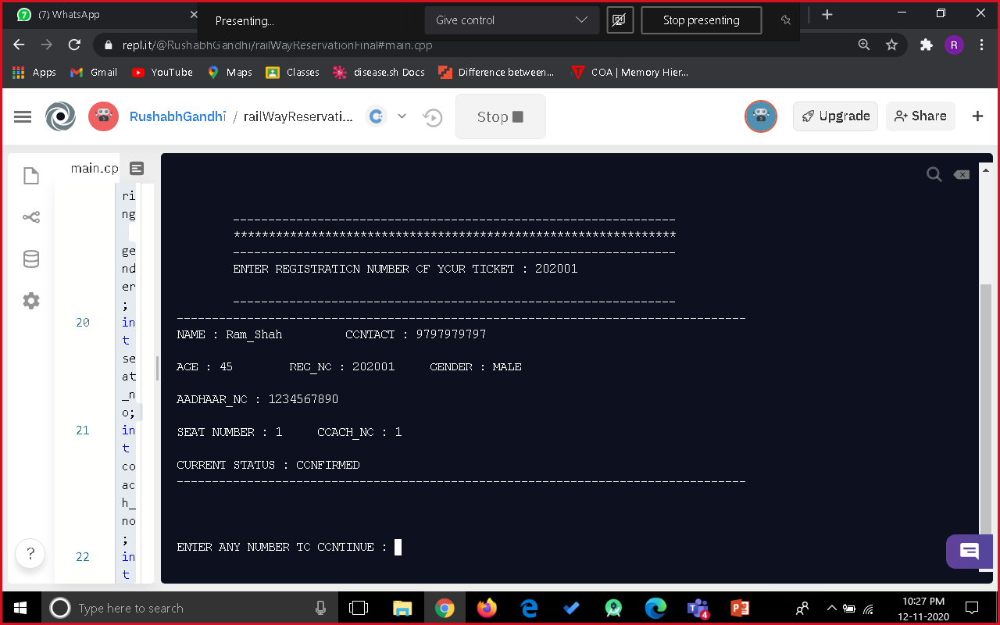 (7) WhatsApp
Presenting...
Give control
Stop presenting
repl.it/@RushabhGandhi/railWayReservationFinal#main.cpp
R
Apps
Gmail
YouTube
Maps
Classes
disease.sh Docs
Difference between...
COA | Memory Hier...
RushabhGandhi / railWayReservati...
Stop
Upgrade
Share
main.cp
ri
ng
ge
nd
er
;
20 in
t
se
at
_n
o;
21 in
t
co
ac
h_
no
;
22 in
t
------------------------------------------------------------
***************************************************************
------------------------------------------------------------
ENTER REGISTRATION NUMBER OF YOUR TICKET : 202001
------------------------------------------------------------
---------------------------------------------------------------------------------
NAME : Ram_Shah CONTACT : 9797979797
AGE : 45 REG_NO : 202001 GENDER : MALE
AADHAAR_NO : 1234567890
SEAT NUMBER : 1 COACH_NO : 1
CURRENT STATUS : CONFIRMED
---------------------------------------------------------------------------------
ENTER ANY NUMBER TO CONTINUE :
?
Type here to search
4
10:27 PM
12-11-2020